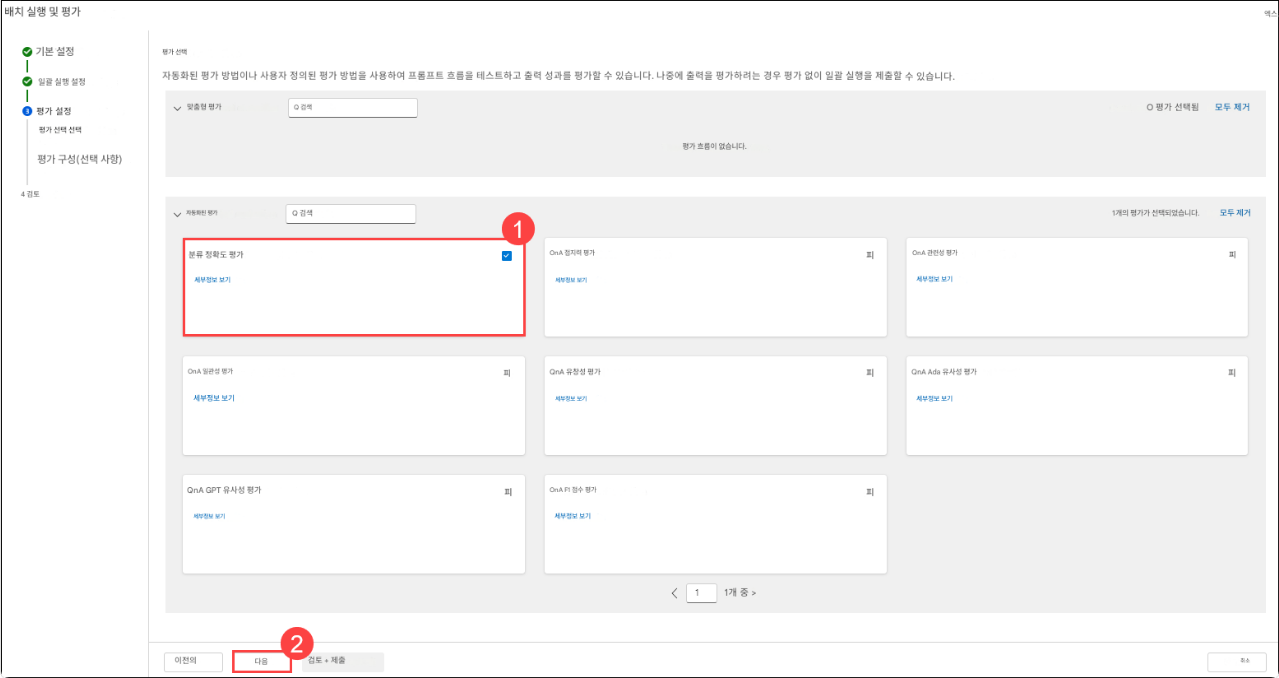 배치 실행 및 평가
엑스
기본 설정
일괄 실행 설정
3 평가 설정
평가 선택 선택
평가 구성(선택 사항)
4 검토
평가 선택
자동화된 평가 방법이나 사용자 정의된 평가 방법을 사용하여 프롬프트 흐름을 테스트하고 출력 성과를 평가할 수 있습니다. 나중에 출력을 평가하려는 경우 평가 없이 일괄 실행을 제출할 수 있습니다.
맞춤형 평가
Q 검색
O 평가 선택됨
모두 제거
평가 흐름이 없습니다.
자동화된 평가
Q 검색
1개의 평가가 선택되었습니다.
모두 제거
1
분류 정확도 평가
세부정보 보기
OnA 접지력 평가
피
세부정보 보기
OnA 관련성 평가
피
세부정보 보기
OnA 일관성 평가
피
세부정보 보기
QnA 유창성 평가
피
세부정보 보기
QnA Ada 유사성 평가
피
세부정보 보기
QnA GPT 유사성 평가
피
세부정보 보기
OnA FI 점수 평가
피
세부정보 보기
< 1 1개 중 >
2
이전의
다음
검토 + 제출
취소